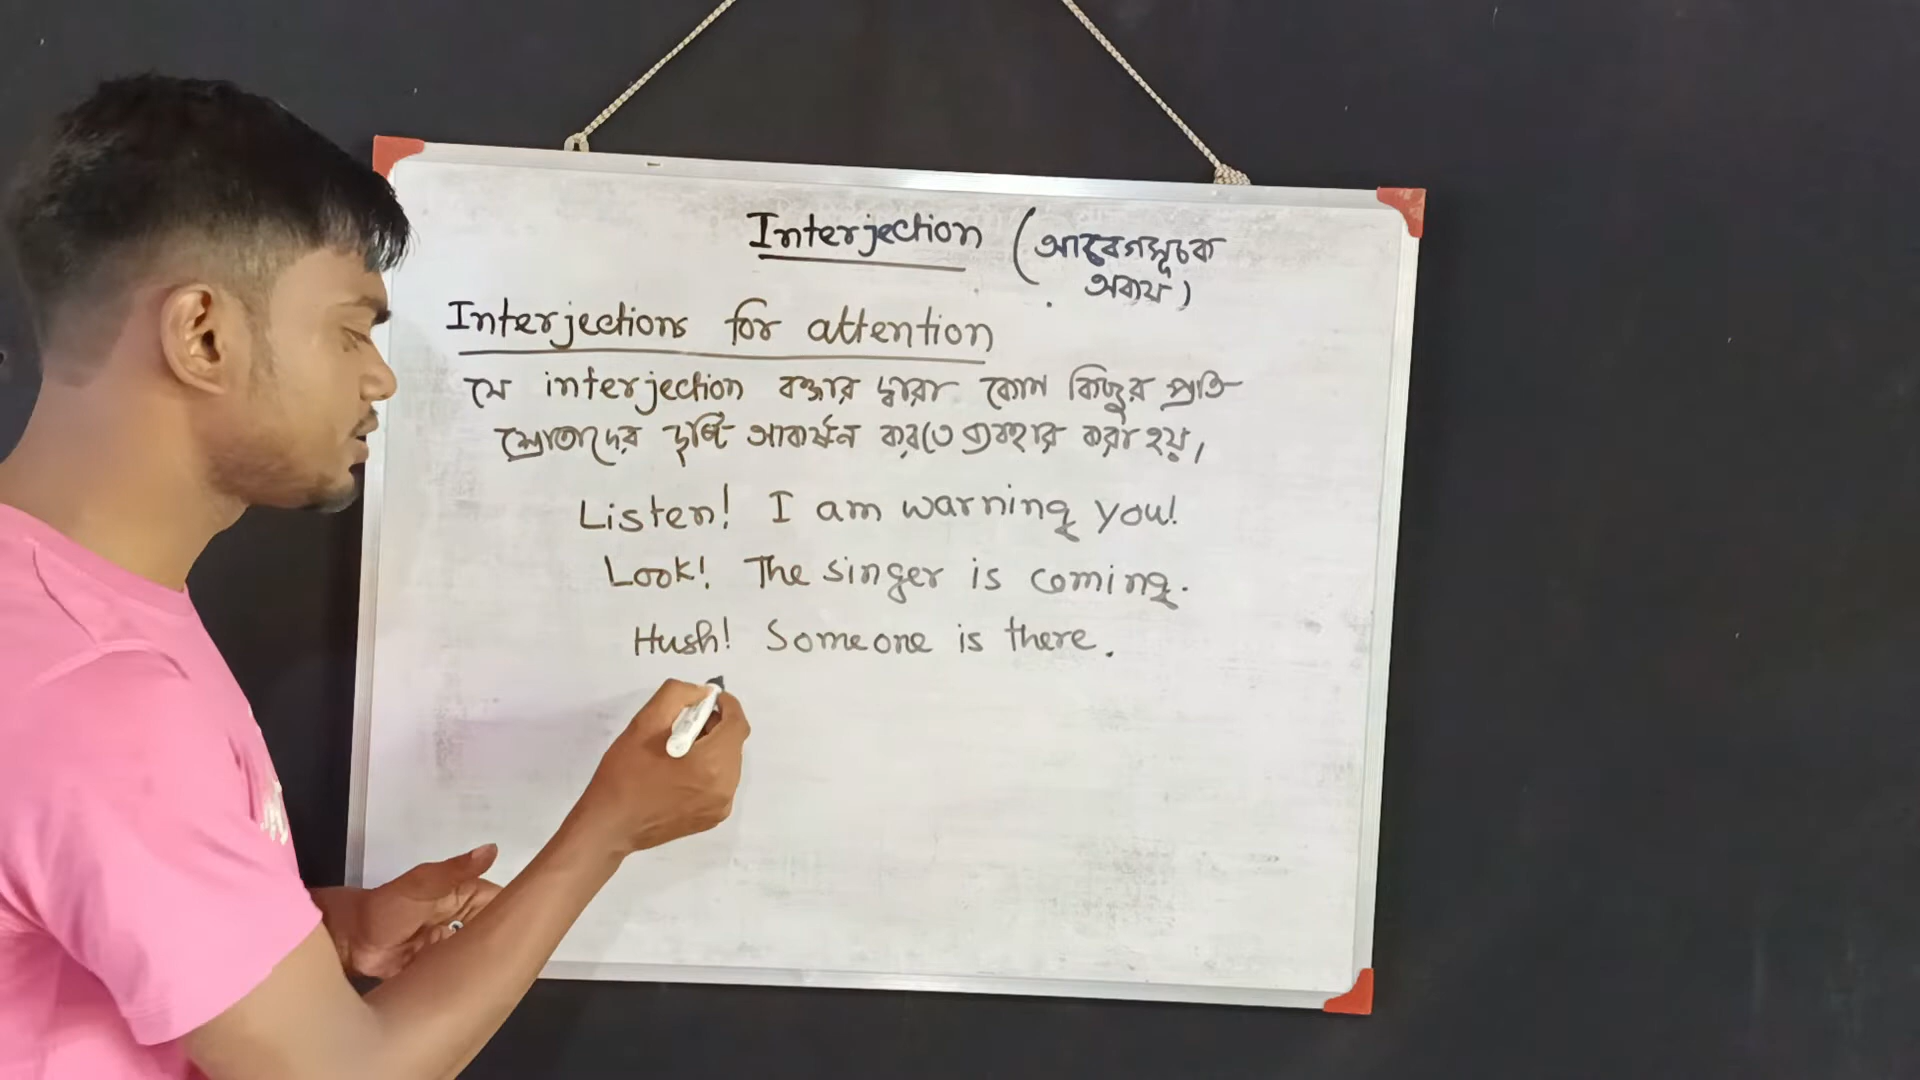 Interjection (আবেগসূচক
অব্যয়)
Interjections for attention
যে interjection বক্তার দ্বারা কোন কিছুর প্রতি
শ্রোতাদের দৃষ্টি আকর্ষন করতে ব্যবহার করা হয়।
Listen! I am warning you!
Look! The singer is coming.
Hush! Someone is there.